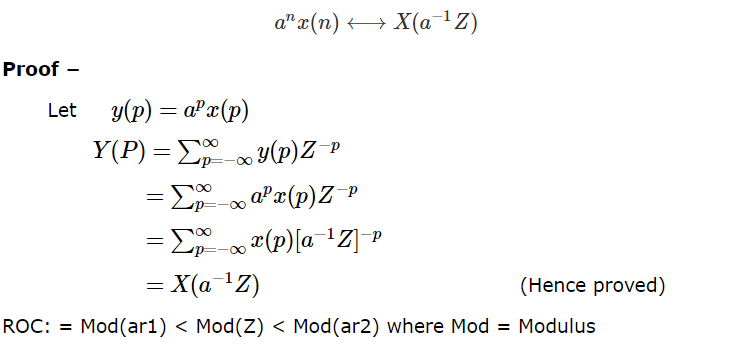 aⁿx(n) ⟷ X(a⁻¹Z)
Proof −
Let y(p) = aᵖx(p)
Y(P) = ∑_{p=−∞}^{∞} y(p)Z⁻ᵖ
= ∑_{p=−∞}^{∞} aᵖx(p)Z⁻ᵖ
= ∑_{p=−∞}^{∞} x(p)[a⁻¹Z]⁻ᵖ
= X(a⁻¹Z) (Hence proved)
ROC: = Mod(ar1) < Mod(Z) < Mod(ar2) where Mod = Modulus